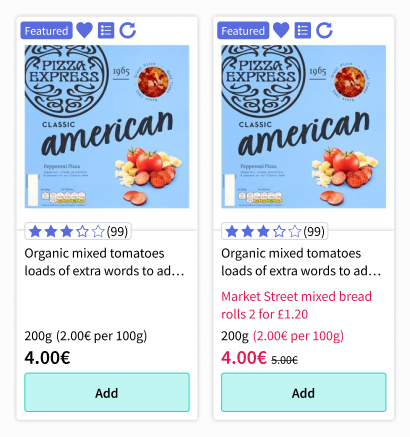 Featured
PIZZA
EXPRESS
1965
CLASSIC
american
Pepperoni Pizza
(99)
Organic mixed tomatoes
loads of extra words to ad…
200g (2.00€ per 100g)
4.00€
Add
Featured
PIZZA
EXPRESS
1965
CLASSIC
american
Pepperoni Pizza
(99)
Organic mixed tomatoes
loads of extra words to ad…
Market Street mixed bread
rolls 2 for £1.20
200g (2.00€ per 100g)
4.00€ 5.00€
Add